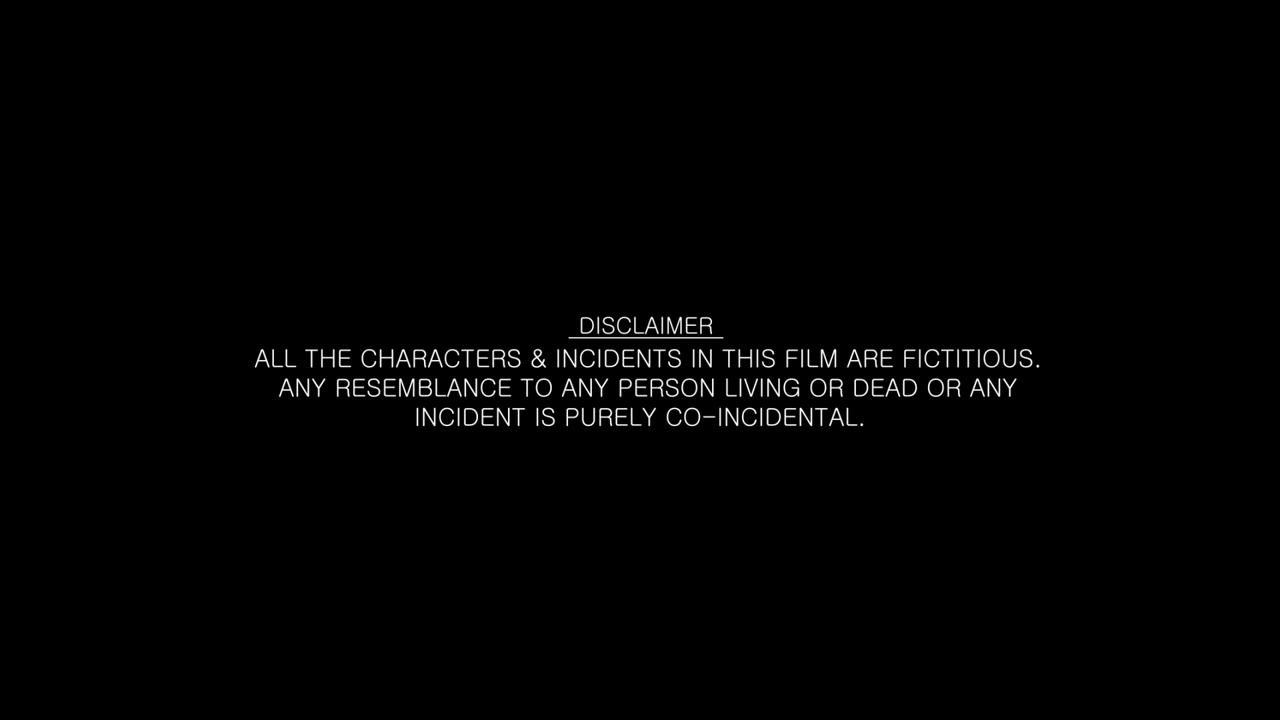 DISCLAIMER
ALL THE CHARACTERS & INCIDENTS IN THIS FILM ARE FICTITIOUS.
ANY RESEMBLANCE TO ANY PERSON LIVING OR DEAD OR ANY
INCIDENT IS PURELY CO-INCIDENTAL.